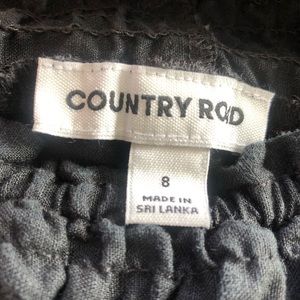 COUNTRY ROAD
8
MADE IN
SRI LANKA